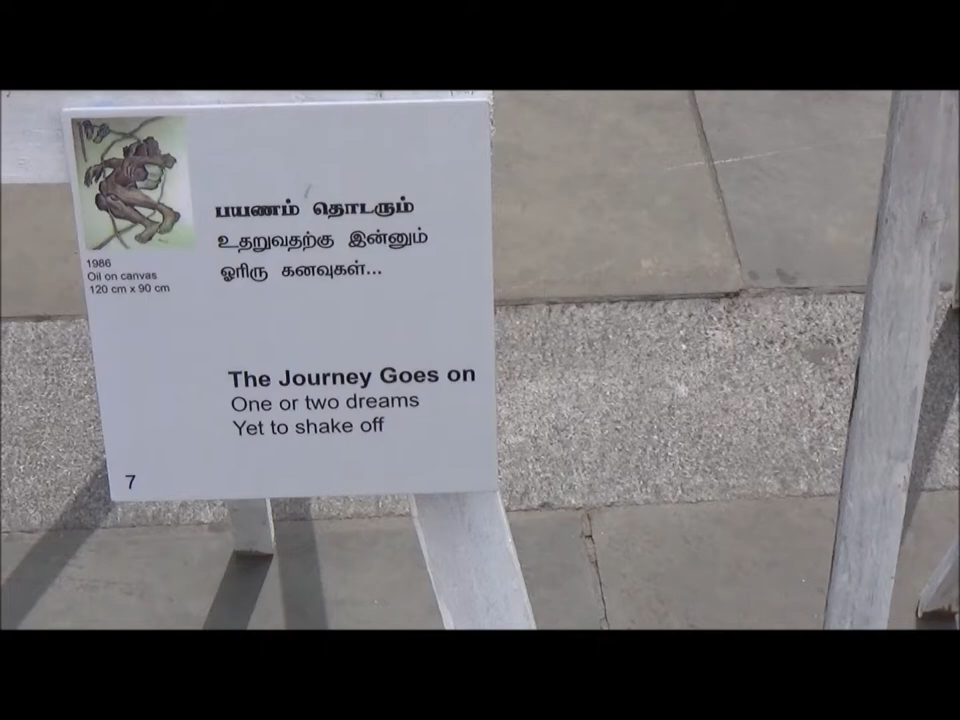 1986
Oil on canvas
120 cm x 90 cm
பயணம் தொடரும்
உதறுவதற்கு இன்னும்
ஓரிரு கனவுகள்...
The Journey Goes on
One or two dreams
Yet to shake off
7